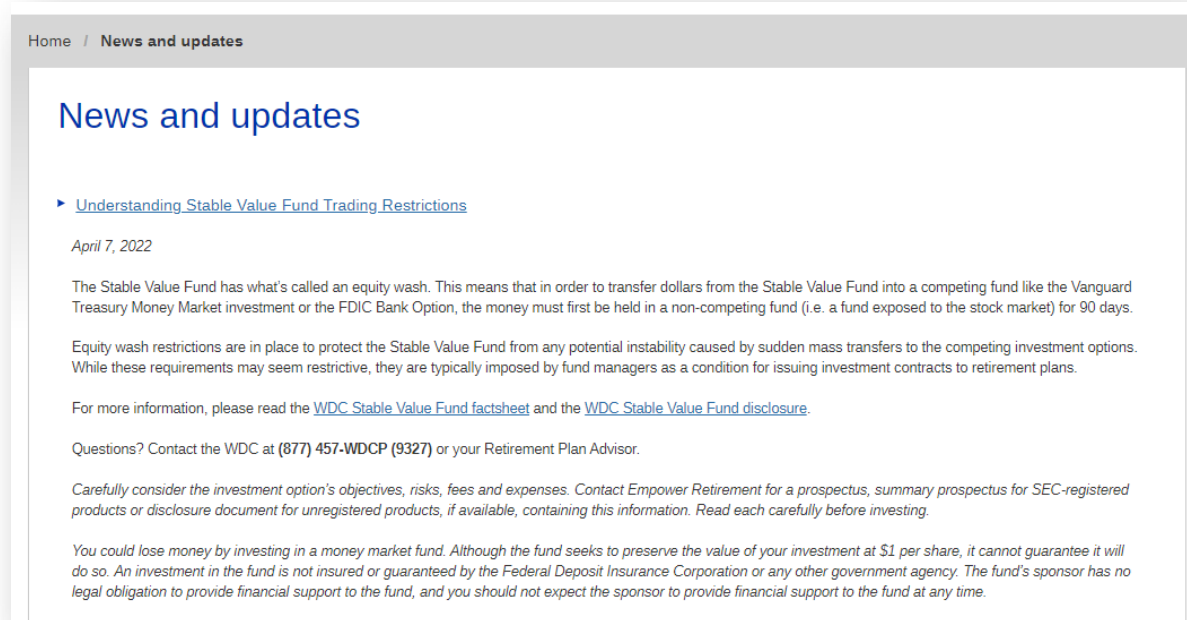 Home / News and updates
News and updates
Understanding Stable Value Fund Trading Restrictions
April 7, 2022
The Stable Value Fund has what's called an equity wash. This means that in order to transfer dollars from the Stable Value Fund into a competing fund like the Vanguard
Treasury Money Market investment or the FDIC Bank Option, the money must first be held in a non-competing fund (i.e. a fund exposed to the stock market) for 90 days.
Equity wash restrictions are in place to protect the Stable Value Fund from any potential instability caused by sudden mass transfers to the competing investment options.
While these requirements may seem restrictive, they are typically imposed by fund managers as a condition for issuing investment contracts to retirement plans.
For more information, please read the WDC Stable Value Fund factsheet and the WDC Stable Value Fund disclosure.
Questions? Contact the WDC at (877) 457-WDCP (9327) or your Retirement Plan Advisor.
Carefully consider the investment option's objectives, risks, fees and expenses. Contact Empower Retirement for a prospectus, summary prospectus for SEC-registered
products or disclosure document for unregistered products, if available, containing this information. Read each carefully before investing.
You could lose money by investing in a money market fund. Although the fund seeks to preserve the value of your investment at $1 per share, it cannot guarantee it will
do so. An investment in the fund is not insured or guaranteed by the Federal Deposit Insurance Corporation or any other government agency. The fund's sponsor has no
legal obligation to provide financial support to the fund, and you should not expect the sponsor to provide financial support to the fund at any time.